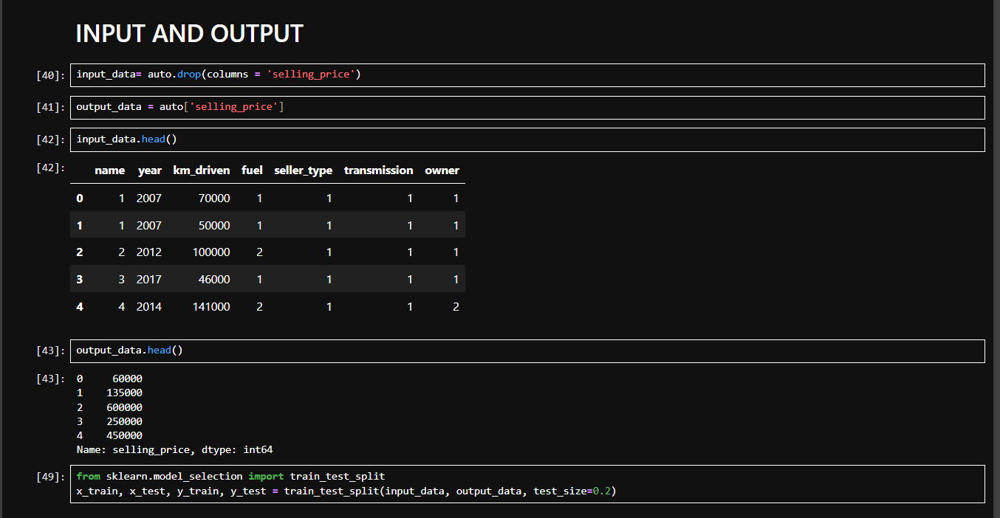 INPUT AND OUTPUT
[40]: input_data= auto.drop(columns = 'selling_price')
[41]: output_data = auto['selling_price']
[42]: input_data.head()
[42]: name year km_driven fuel seller_type transmission owner
0 1 2007 70000 1 1 1 1
1 1 2007 50000 1 1 1 1
2 2 2012 100000 2 1 1 1
3 3 2017 46000 1 1 1 1
4 4 2014 141000 2 1 1 2
[43]: output_data.head()
[43]: 0 60000
1 135000
2 600000
3 250000
4 450000
Name: selling_price, dtype: int64
[49]: from sklearn.model_selection import train_test_split
x_train, x_test, y_train, y_test = train_test_split(input_data, output_data, test_size=0.2)